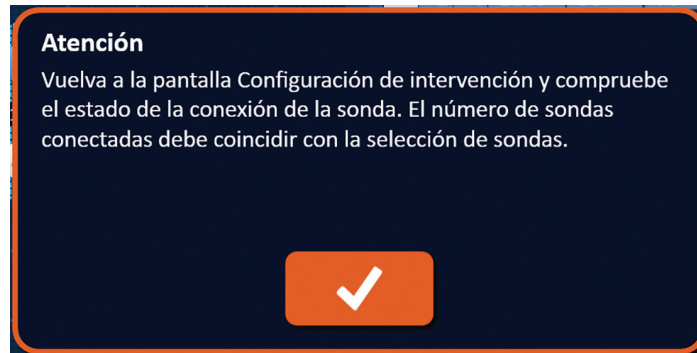 Atención
Vuelva a la pantalla Configuración de intervención y compruebe
el estado de la conexión de la sonda. El número de sondas
conectadas debe coincidir con la selección de sondas.